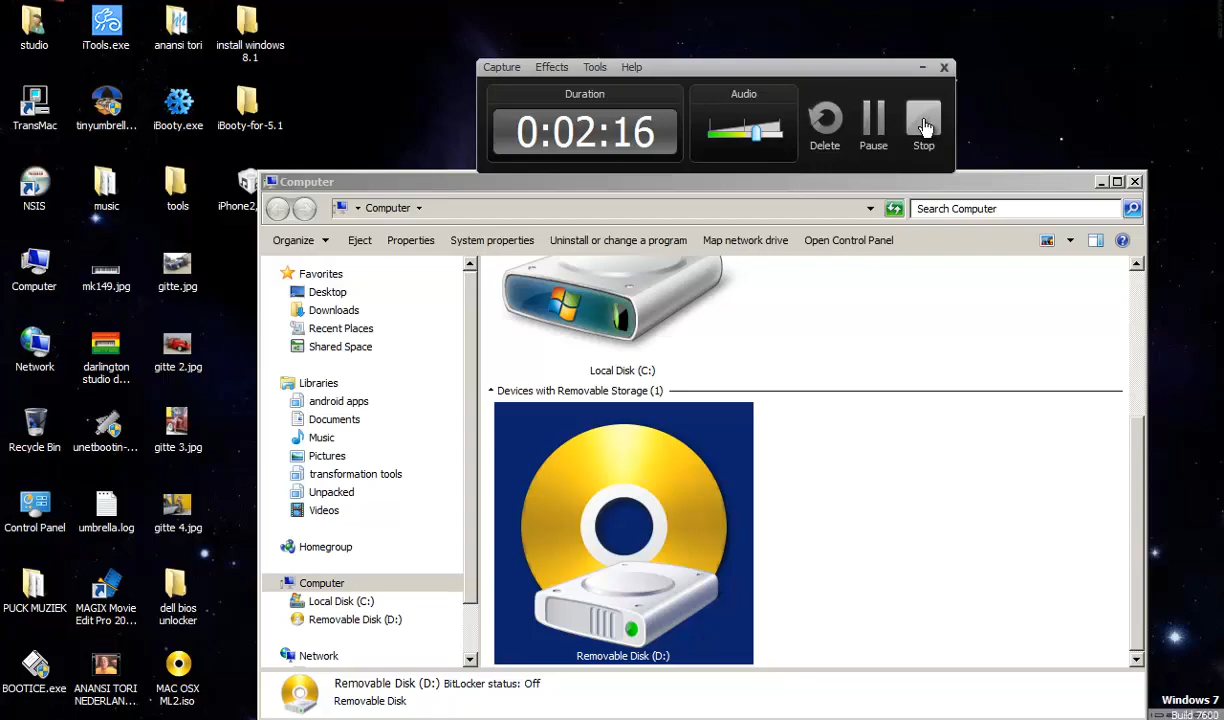 studio
iTools.exe
anansi tori
install windows
8.1
TransMac
tinyumbrell...
iBooty.exe
iBooty-for-5.1
NSIS
music
tools
iPhone2,
Computer
mk149.jpg
gitte.jpg
Network
darlington
studio d...
gitte 2.jpg
Recycle Bin
unetbootin-...
gitte 3.jpg
Control Panel
umbrella.log
gitte 4.jpg
PUCK MUZIEK
MAGIX Movie
Edit Pro 20...
dell bios
unlocker
BOOTICE.exe
ANANSI TORI
NEDERLAN...
MAC OSX
ML2.iso
Capture Effects Tools Help
Duration
0:02:16
Audio
Delete
Pause
Stop
Computer
Computer
Search Computer
Organize Eject Properties System properties Uninstall or change a program Map network drive Open Control Panel
Favorites
Desktop
Downloads
Recent Places
Shared Space
Libraries
android apps
Documents
Music
Pictures
transformation tools
Unpacked
Videos
Homegroup
Computer
Local Disk (C:)
Removable Disk (D:)
Network
Local Disk (C:)
Devices with Removable Storage (1)
Removable Disk (D:)
Removable Disk (D:) BitLocker status: Off
Removable Disk
Windows 7
Build 7600